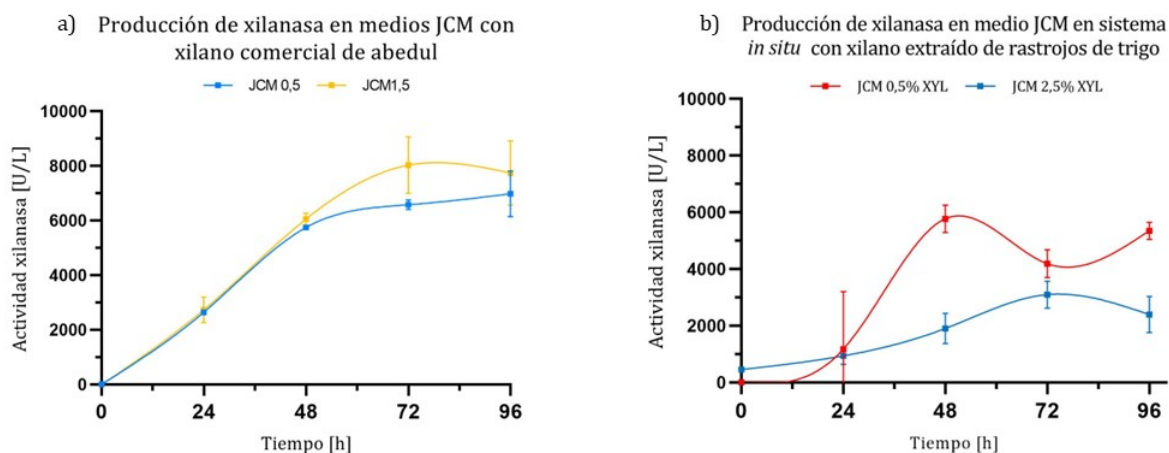 a) Producción de xilanasa en medios JCM con
xilano comercial de abedul
JCM 0,5 JCM1,5
10000
8000
6000
4000
2000
0
Actividad xilanasa [U/L]
0 24 48 72 96
Tiempo [h]
b) Producción de xilanasa en medio JCM en sistema
in situ con xilano extraído de rastrojos de trigo
JCM 0,5% XYL JCM 2,5% XYL
10000
8000
6000
4000
2000
0
Actividad xilanasa [U/L]
0 24 48 72 96
Tiempo [h]